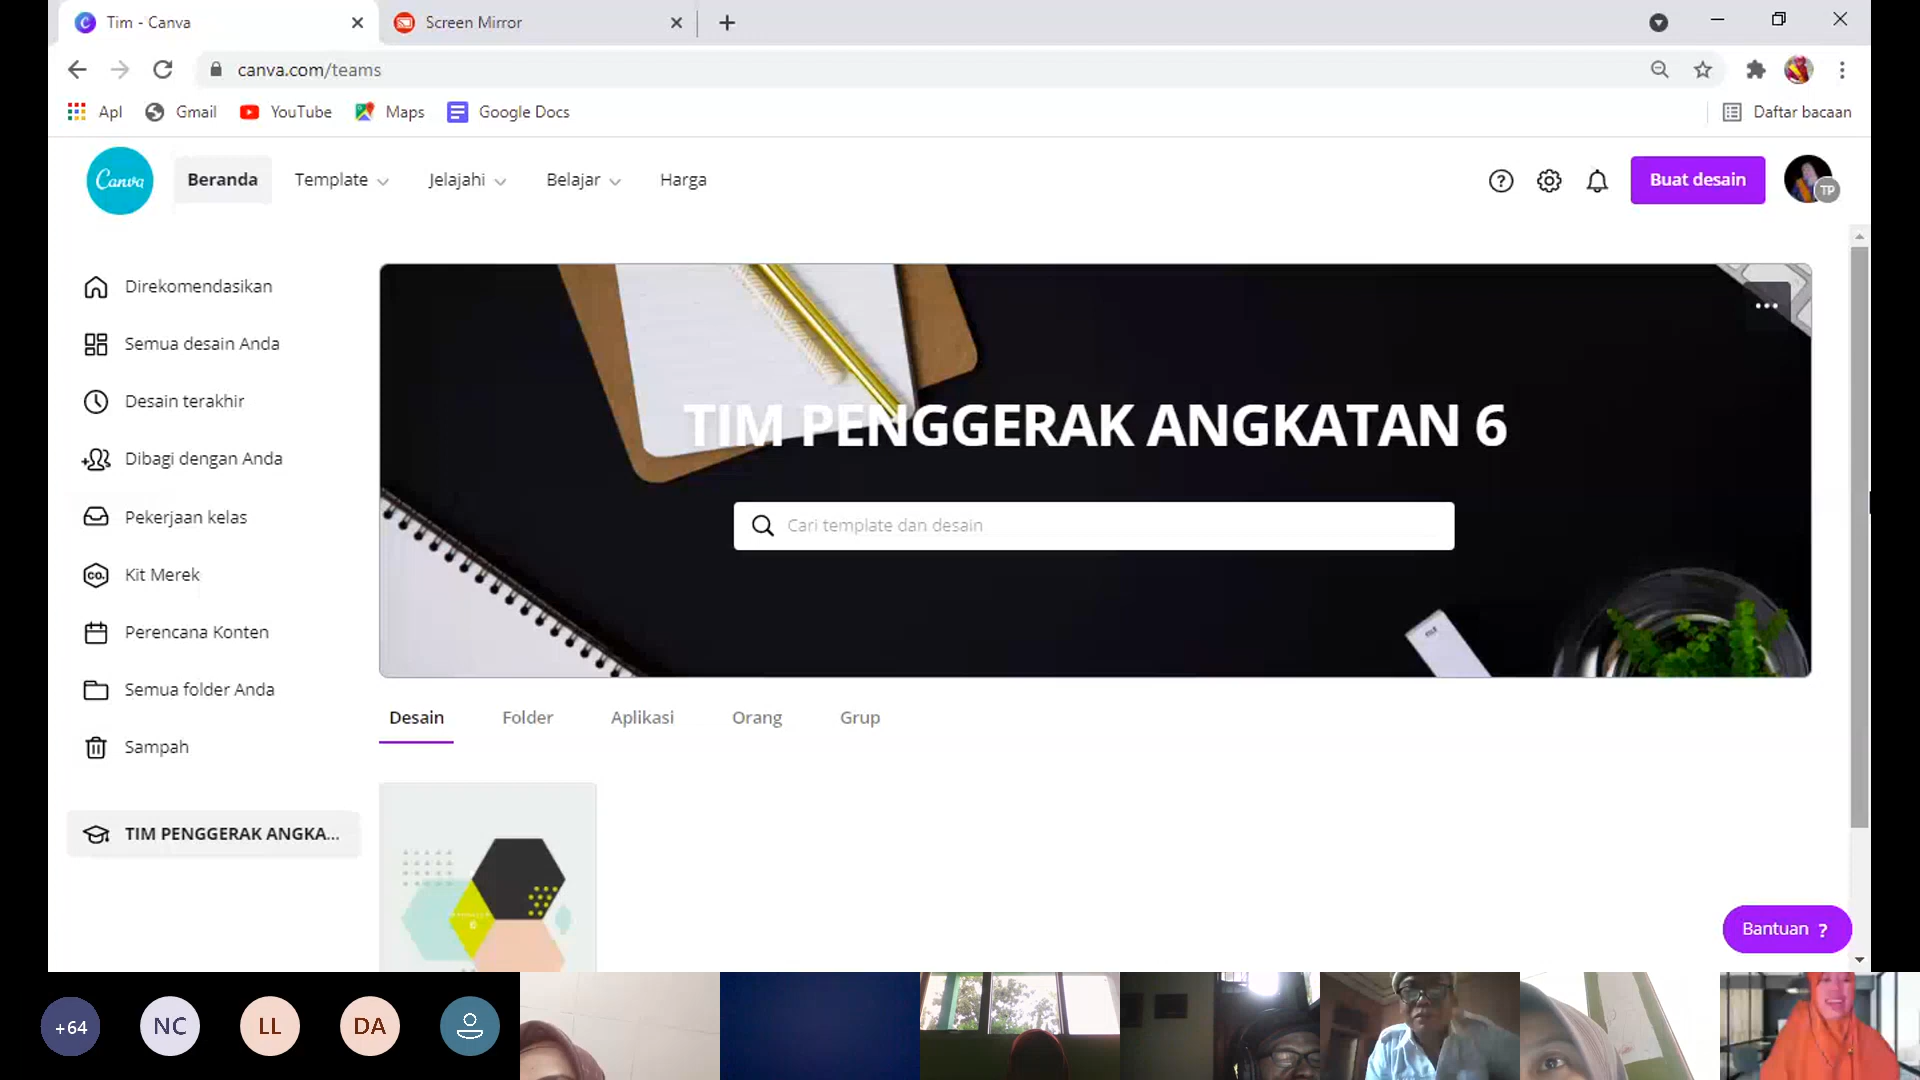 Tim - Canva
Screen Mirror
canva.com/teams
Apl
Gmail
YouTube
Maps
Google Docs
Daftar bacaan
Canva
Beranda
Template
Jelajahi
Belajar
Harga
Buat desain
TP
Direkomendasikan
Semua desain Anda
Desain terakhir
Dibagi dengan Anda
Pekerjaan kelas
CO.
Kit Merek
Perencana Konten
Semua folder Anda
Sampah
TIM PENGGERAK ANGKA...
TIM PENGGERAK ANGKATAN 6
Cari template dan desain
Desain
Folder
Aplikasi
Orang
Grup
Bantuan ?
+64
NC
LL
DA